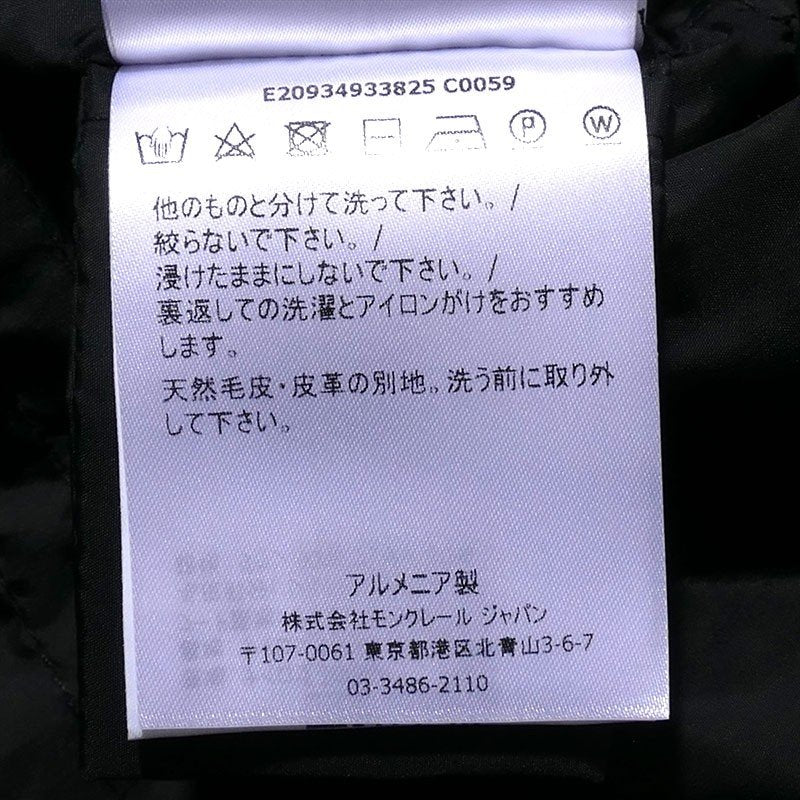 E20934933825 C0059
P W
他のものと分けて洗って下さい。/
絞らないで下さい。/
浸けたままにしないで下さい。/
裏返しての洗濯とアイロンがけをおすすめ
します。
天然毛皮・皮革の別地。洗う前に取り外
して下さい。
アルメニア製
株式会社モンクレール ジャパン
〒107-0061 東京都港区北青山3-6-7
03-3486-2110